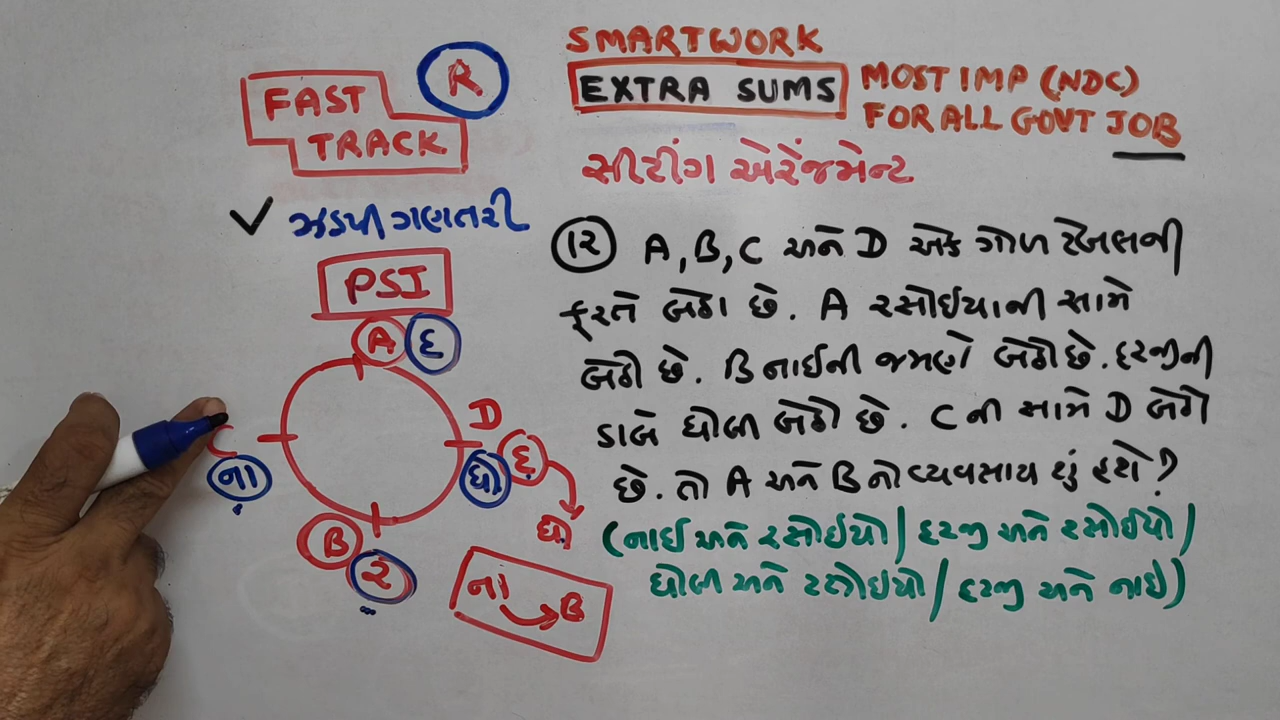 SMARTWORK
EXTRA SUMS
MOST IMP (NDC)
FOR ALL GOVT JOB
R
FAST
TRACK
સીટીંગ એરેંજમેન્ટ
✓ ઝડપી ગણતરી
PSI
(૧૨) A, B, C અને D એક ગોળ ટેબલની
ફરતે બેઠા છે. A રસોઈયાની સામે
બેઠો છે. B નાઈની જમણે બેઠો છે. દરજીની
ડાબે ધોબી બેઠો છે. C ની સામે D બેઠો
છે. તો A અને B નો વ્યવસાય શું હશે?
(નાઈ અને રસોઈયો / દરજી અને રસોઈયો /
ધોબી અને રસોઇયો / દરજી અને નાઇ)
A દ
D
ધો દ
ધો
C
ના
B
ર
ના B